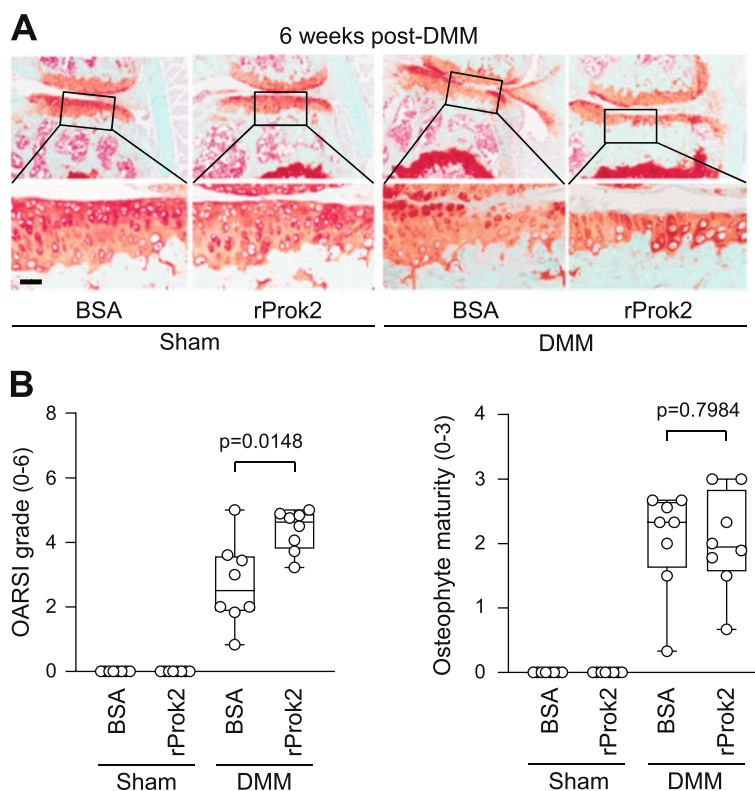 A
6 weeks post-DMM
BSA rProk2 BSA rProk2
Sham DMM
B
OARSI grade (0-6)
8
6
4
2
0
p=0.0148
BSA rProk2 BSA rProk2
Sham DMM
Osteophyte maturity (0-3)
4
3
2
1
0
p=0.7984
BSA rProk2 BSA rProk2
Sham DMM